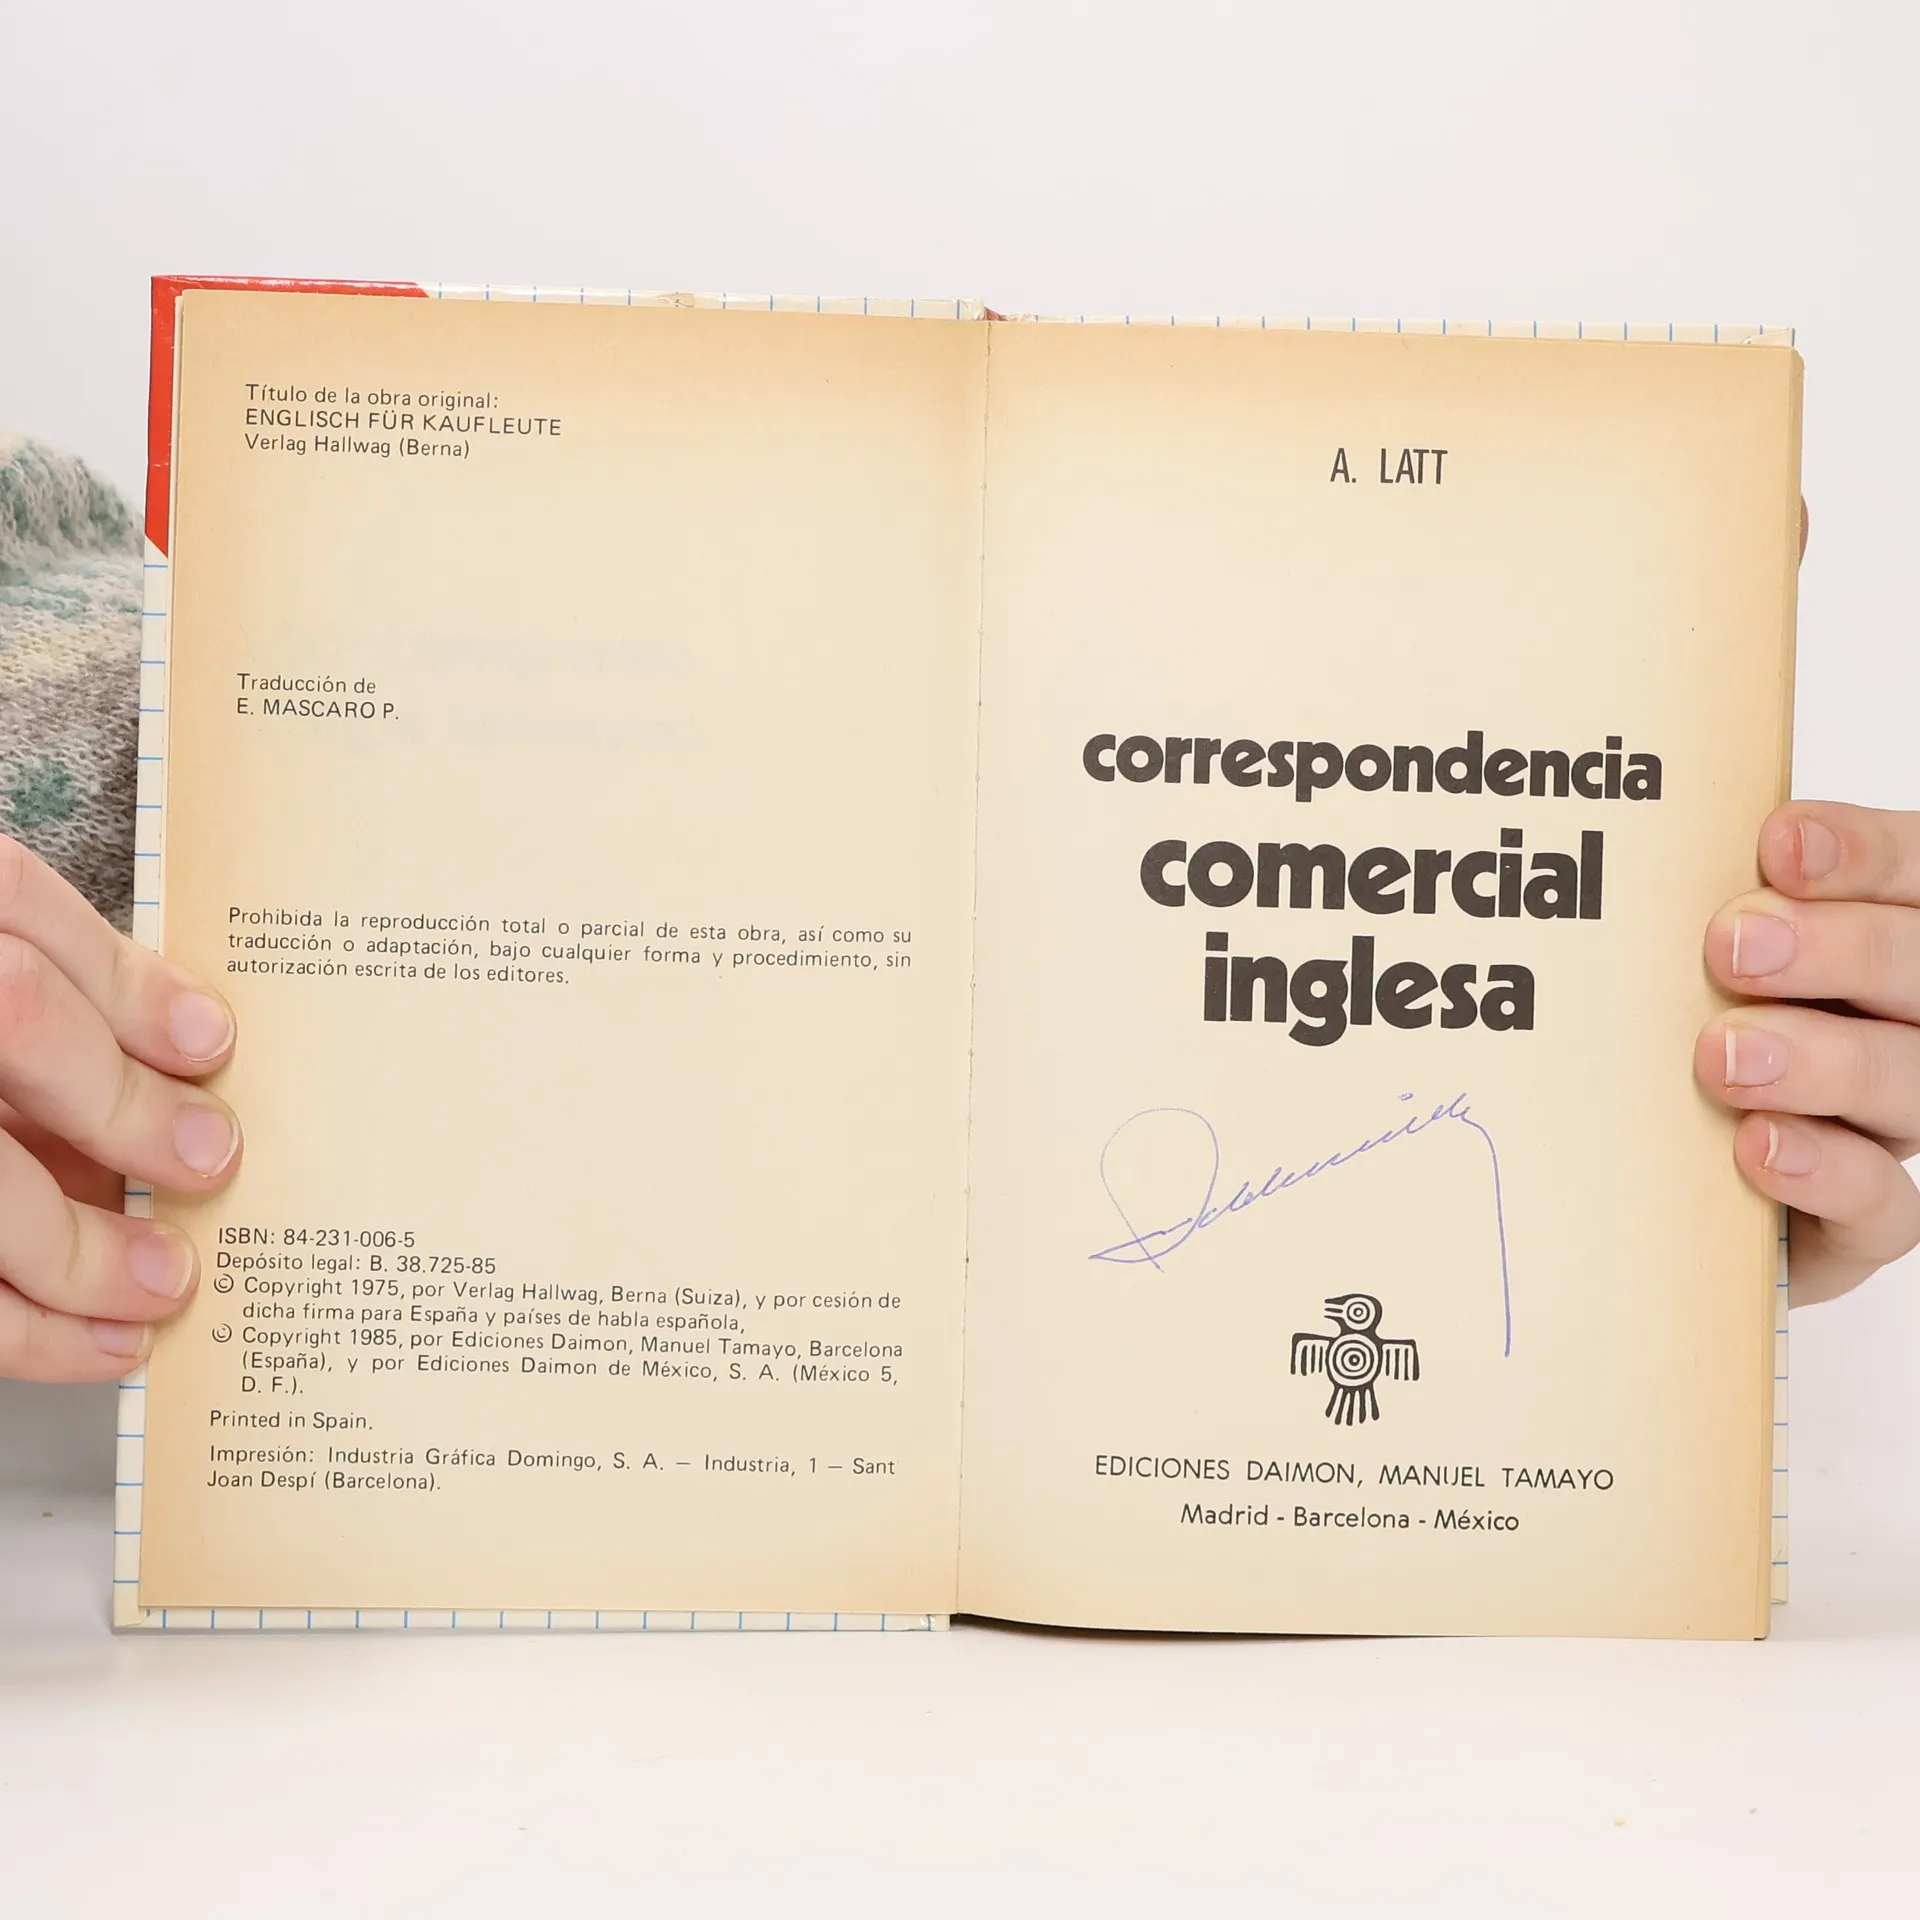 Título de la obra original:
ENGLISCH FÜR KAUFLEUTE
Verlag Hallwag (Berna)
Traducción de
E. MASCARO P.
Prohibida la reproducción total o parcial de esta obra, así como su
traducción o adaptación, bajo cualquier forma y procedimiento, sin
autorización escrita de los editores.
ISBN: 84-231-006-5
Depósito legal: B. 38.725-85
© Copyright 1975, por Verlag Hallwag, Berna (Suiza), y por cesión de
dicha firma para España y países de habla española,
© Copyright 1985, por Ediciones Daimon, Manuel Tamayo, Barcelona
(España), y por Ediciones Daimon de México, S. A. (México 5,
D. F.).
Printed in Spain.
Impresión: Industria Gráfica Domingo, S. A. — Industria, 1 — Sant
Joan Despí (Barcelona).
A. LATT
correspondencia
comercial
inglesa
EDICIONES DAIMON, MANUEL TAMAYO
Madrid - Barcelona - México